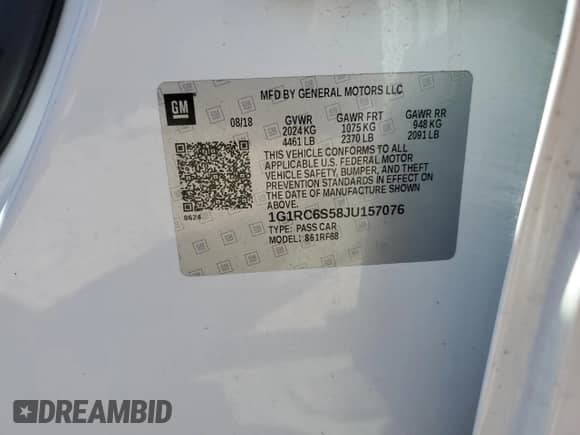 MFD BY GENERAL MOTORS LLC
GM
08/18 GVWR GAWR FRT GAWR RR
2024 KG 1075 KG 948 KG
4461 LB 2370 LB 2091 LB
THIS VEHICLE CONFORMS TO ALL
APPLICABLE U.S. FEDERAL MOTOR
VEHICLE SAFETY, BUMPER, AND THEFT
PREVENTION STANDARDS IN EFFECT ON
THE DATE OF MANUFACTURE SHOWN
ABOVE.
8624
1G1RC6S58JU157076
TYPE: PASS CAR
MODEL: 861RF68
DREAMBID